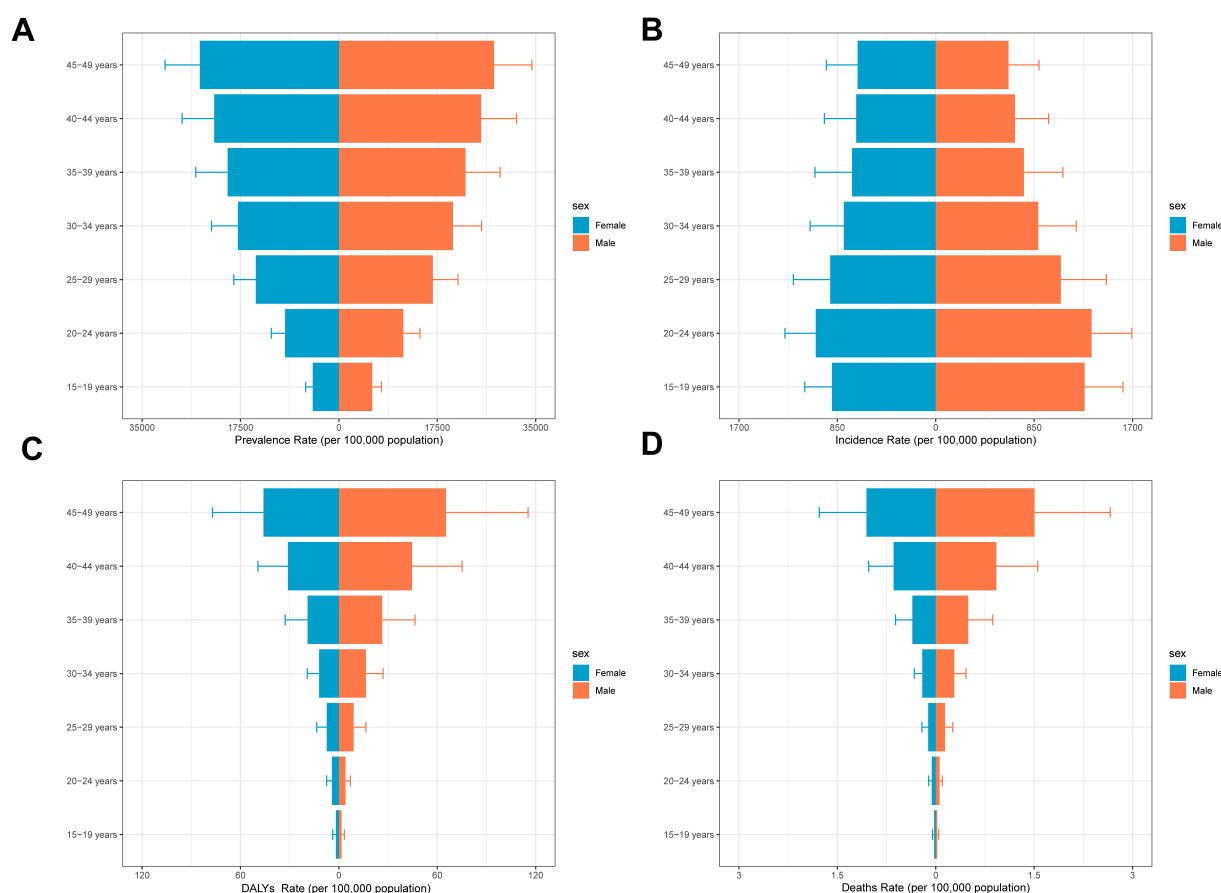 A
45−49 years
40−44 years
35−39 years
30−34 years
25−29 years
20−24 years
15−19 years
35000 17500 0 17500 35000
Prevalence Rate (per 100,000 population)
sex
Female
Male
B
45−49 years
40−44 years
35−39 years
30−34 years
25−29 years
20−24 years
15−19 years
1700 850 0 850 1700
Incidence Rate (per 100,000 population)
sex
Female
Male
C
45−49 years
40−44 years
35−39 years
30−34 years
25−29 years
20−24 years
15−19 years
120 60 0 60 120
DALYs Rate (per 100,000 population)
sex
Female
Male
D
45−49 years
40−44 years
35−39 years
30−34 years
25−29 years
20−24 years
15−19 years
3 1.5 0 1.5 3
Deaths Rate (per 100,000 population)
sex
Female
Male